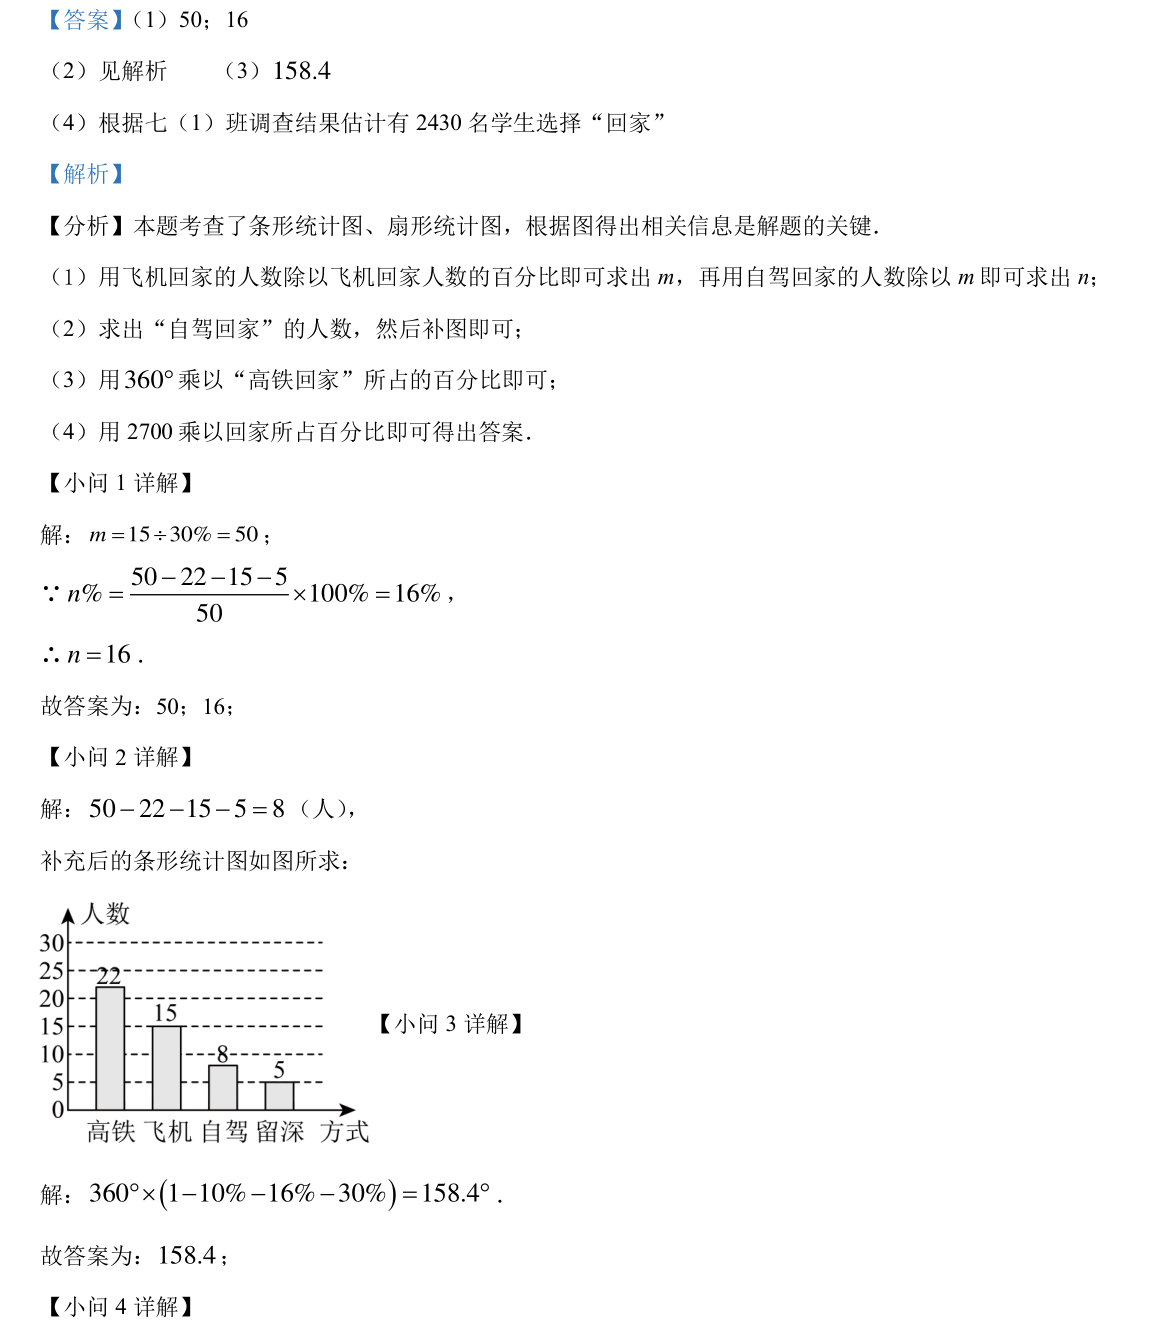 【答案】（1）50；16
（2）见解析 （3）158.4
（4）根据七（1）班调查结果估计有 2430 名学生选择“回家”
【解析】
【分析】本题考查了条形统计图、扇形统计图，根据图得出相关信息是解题的关键．
（1）用飞机回家的人数除以飞机回家人数的百分比即可求出 m，再用自驾回家的人数除以 m 即可求出 n；
（2）求出“自驾回家”的人数，然后补图即可；
（3）用360°乘以“高铁回家”所占的百分比即可；
（4）用 2700 乘以回家所占百分比即可得出答案．
【小问 1 详解】
解：m＝15÷30%＝50；
∵ n% = \frac{50−22−15−5}{50}×100% = 16%，
∴ n = 16．
故答案为：50；16；
【小问 2 详解】
解：50−22−15−5＝8（人），
补充后的条形统计图如图所求：
人数
30
25
22
20
15
15
10
8
5
5
0
高铁 飞机 自驾 留深 方式
【小问 3 详解】
解：360°×(1−10%−16%−30%)＝158.4°．
故答案为：158.4；
【小问 4 详解】